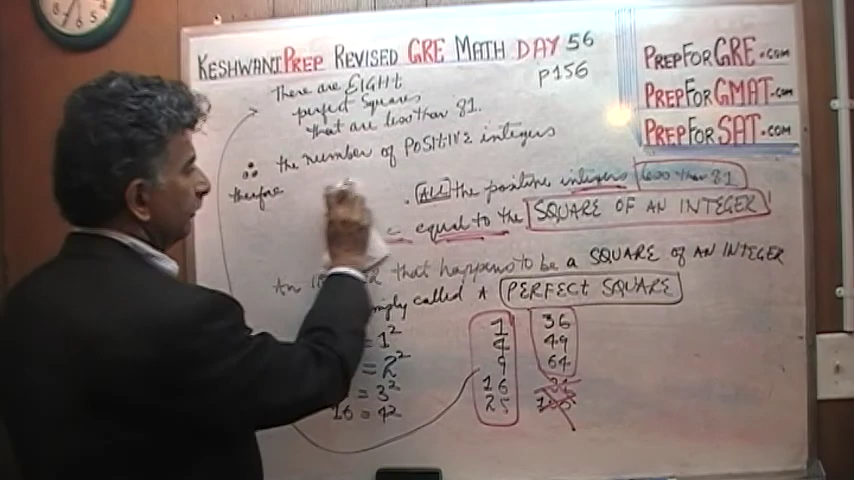 KESHWANIPREP REVISED GRE MATH DAY 56
p156
PREPFORGRE.com
PREPFORGMAT.com
PREPFORSAT.com
There are EIGHT
perfect Squares
that are less than 81.
∴ the number of POSITIVE integers
therefore
. ALL the positive integers less than 81
equal to the SQUARE OF AN INTEGER
An that happens to be a SQUARE OF AN INTEGER
simply called A PERFECT SQUARE
= 1²
= 2²
= 3²
16 = 4²
1
4
9
16
25
36
49
64